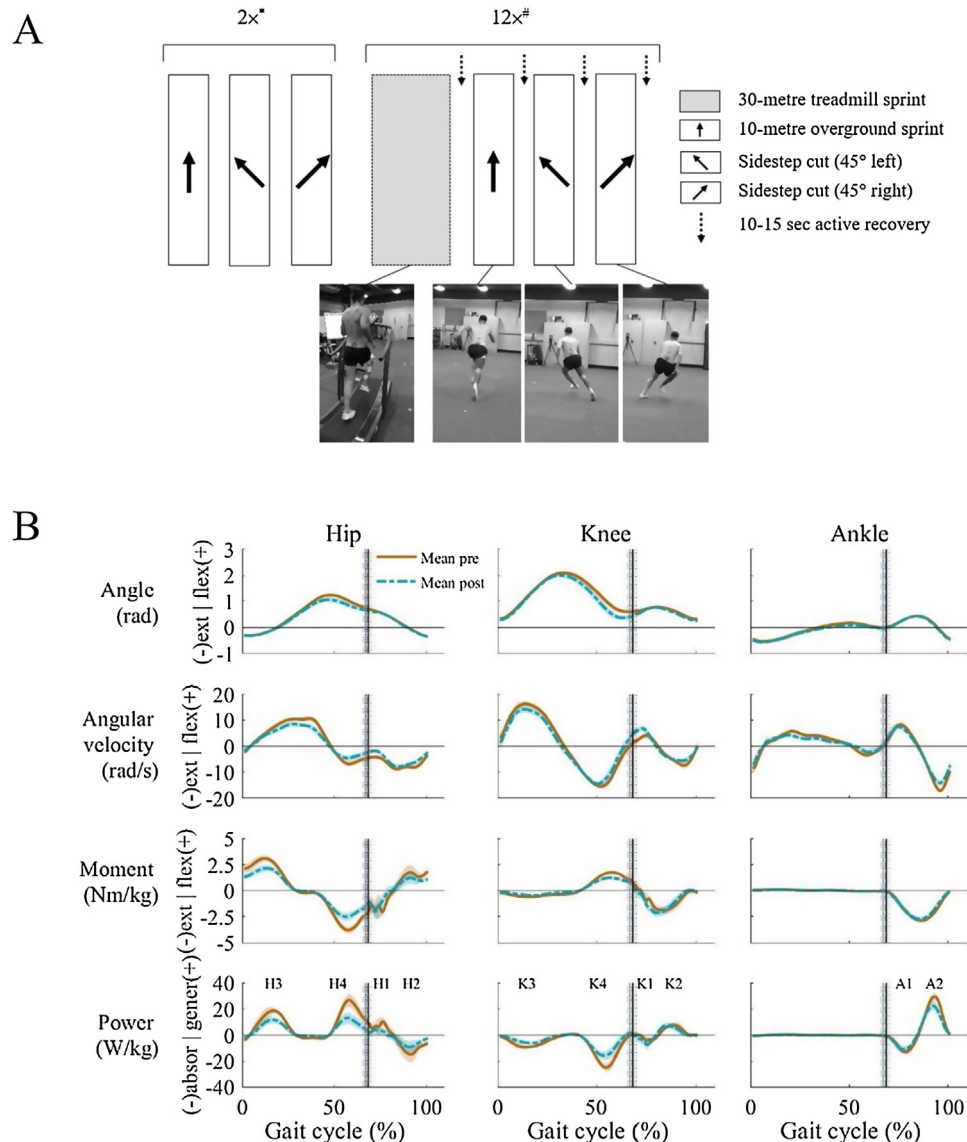 A
2×*
12×#
30-metre treadmill sprint
10-metre overground sprint
Sidestep cut (45° left)
Sidestep cut (45° right)
10-15 sec active recovery
B
Hip
Knee
Ankle
Mean pre
Mean post
Angle
(rad)
(-)ext | flex(+)
3
2
1
0
-1
Angular
velocity
(rad/s)
(-)ext | flex(+)
20
10
0
-10
-20
Moment
(Nm/kg)
(-)ext | flex(+)
5
2.5
0
-2.5
-5
Power
(W/kg)
(-)absor | gener(+)
40
20
0
-20
-40
H3
H4
H1
H2
K3
K4
K1
K2
A1
A2
0
50
100
0
50
100
0
50
100
Gait cycle (%)
Gait cycle (%)
Gait cycle (%)